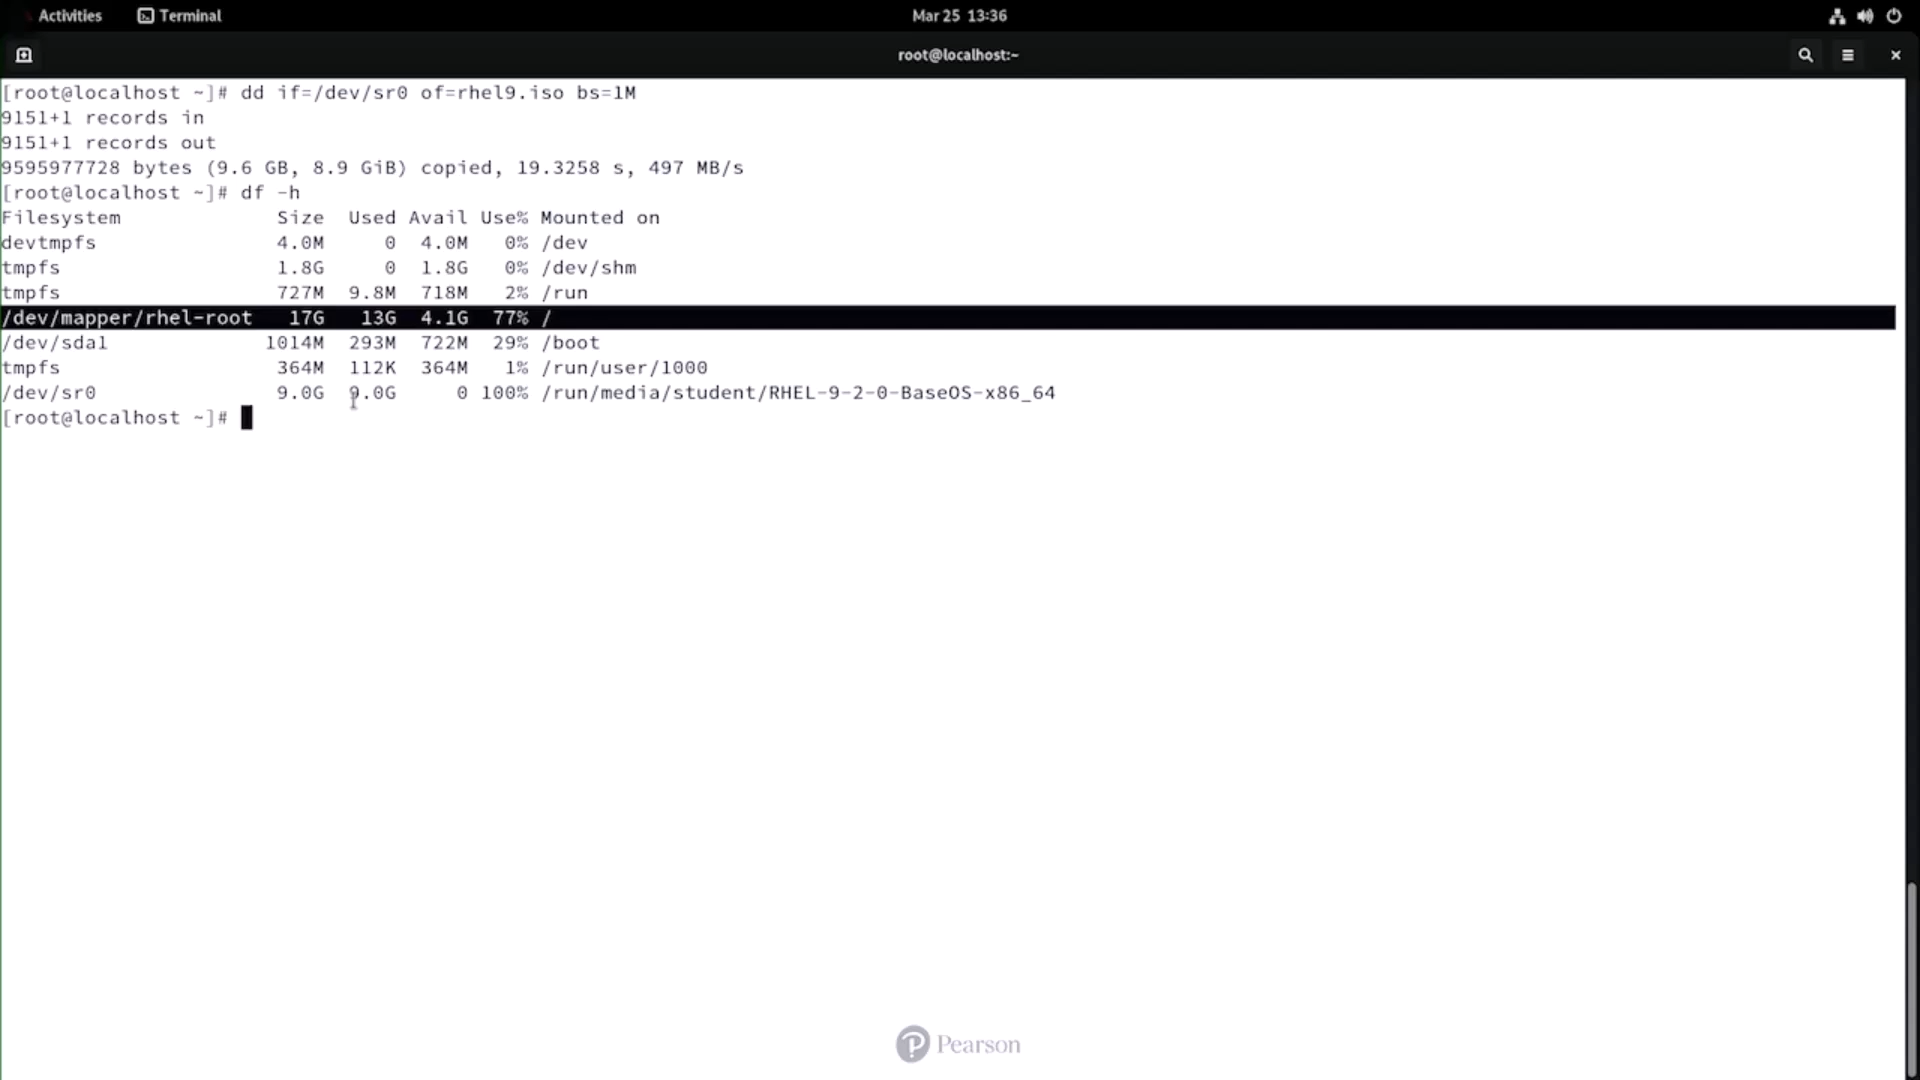 Activities Terminal Mar 25 13:36
root@localhost:~
[root@localhost ~]# dd if=/dev/sr0 of=rhel9.iso bs=1M
9151+1 records in
9151+1 records out
9595977728 bytes (9.6 GB, 8.9 GiB) copied, 19.3258 s, 497 MB/s
[root@localhost ~]# df -h
Filesystem Size Used Avail Use% Mounted on
devtmpfs 4.0M 0 4.0M 0% /dev
tmpfs 1.8G 0 1.8G 0% /dev/shm
tmpfs 727M 9.8M 718M 2% /run
/dev/mapper/rhel-root 17G 13G 4.1G 77% /
/dev/sda1 1014M 293M 722M 29% /boot
tmpfs 364M 112K 364M 1% /run/user/1000
/dev/sr0 9.0G 9.0G 0 100% /run/media/student/RHEL-9-2-0-BaseOS-x86_64
[root@localhost ~]#
Pearson